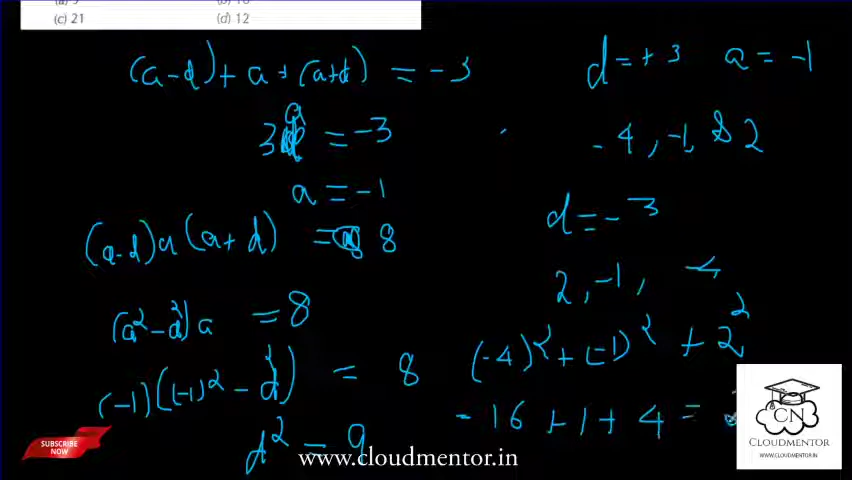 (c) 21 (d) 12
(a-d) + a + (a+d) = -3
3a = -3
a = -1
(a-d) a (a+d) = 8
(a² - d²) a = 8
(-1) ((-1)² - d²) = 8
d² = 9
d = +3 a = -1
-4, -1, & 2
d = -3
2, -1, -4
(-4)² + (-1)² + 2²
= 16 + 1 + 4 =
SUBSCRIBE
NOW
www.cloudmentor.in
CN
CLOUDMENTOR
WWW.CLOUDMENTOR.IN